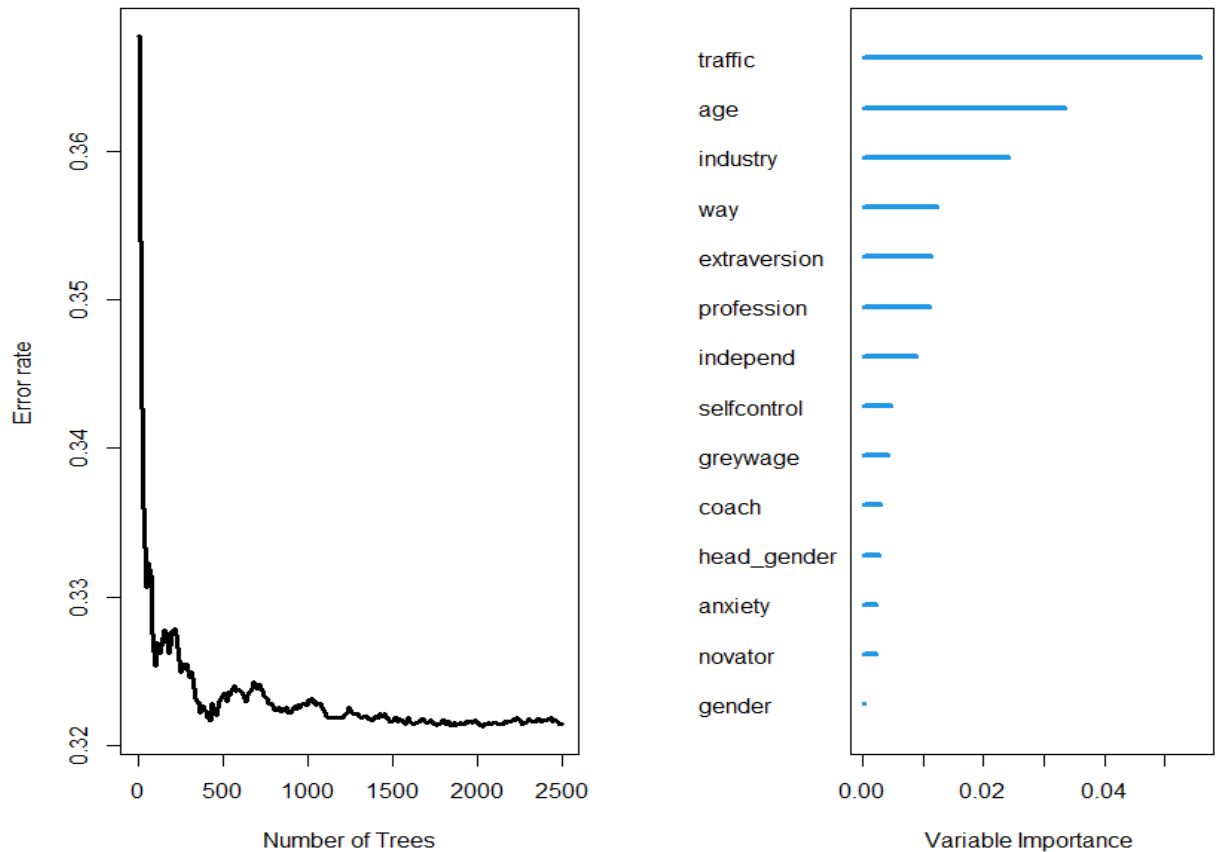 Error rate
0.36
0.35
0.34
0.33
0.32
0 500 1000 1500 2000 2500
Number of Trees
traffic
age
industry
way
extraversion
profession
independ
selfcontrol
greywage
coach
head_gender
anxiety
novator
gender
0.00 0.02 0.04
Variable Importance